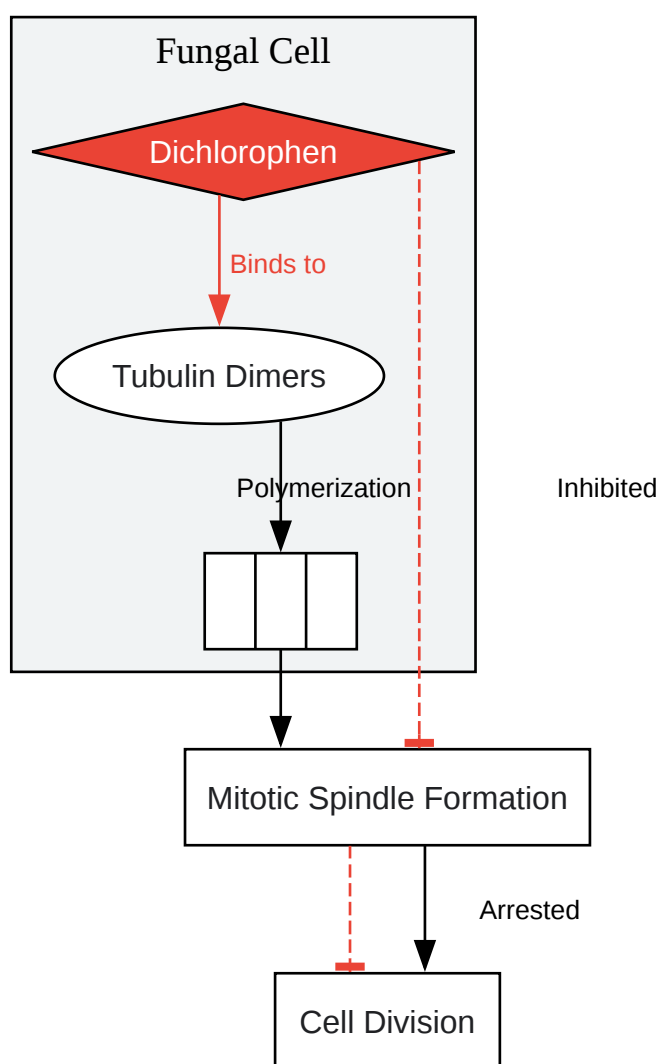 Fungal Cell
Dichlorophen
Binds to
Tubulin Dimers
Polymerization
Inhibited
Mitotic Spindle Formation
Arrested
Cell Division